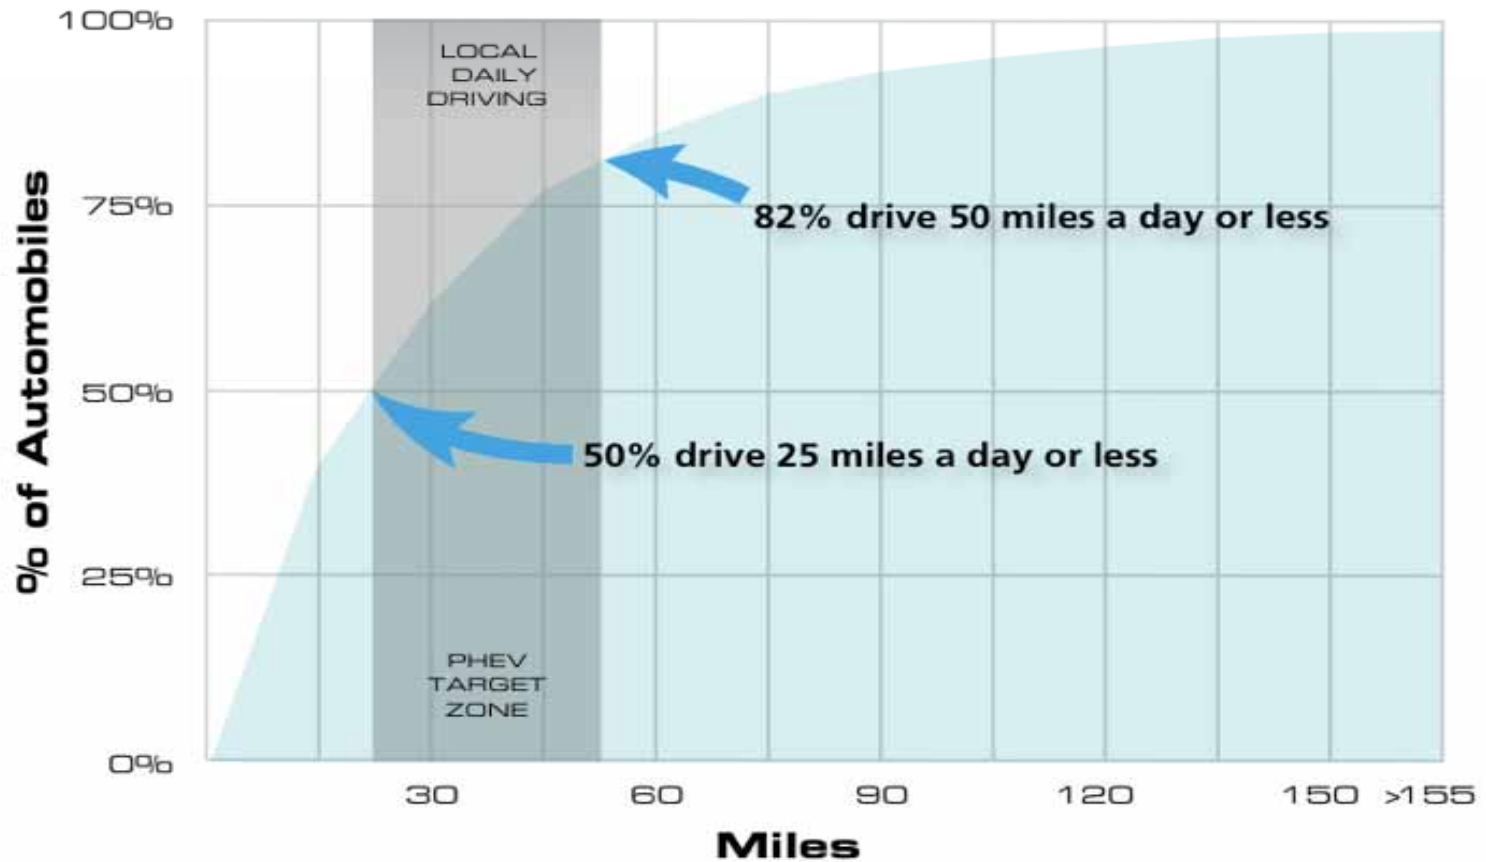 100%
LOCAL
DAILY
DRIVING
75%
82% drive 50 miles a day or less
50%
50% drive 25 miles a day or less
25%
PHEV
TARGET
ZONE
0%
% of Automobiles
30 60 90 120 150 >155
Miles